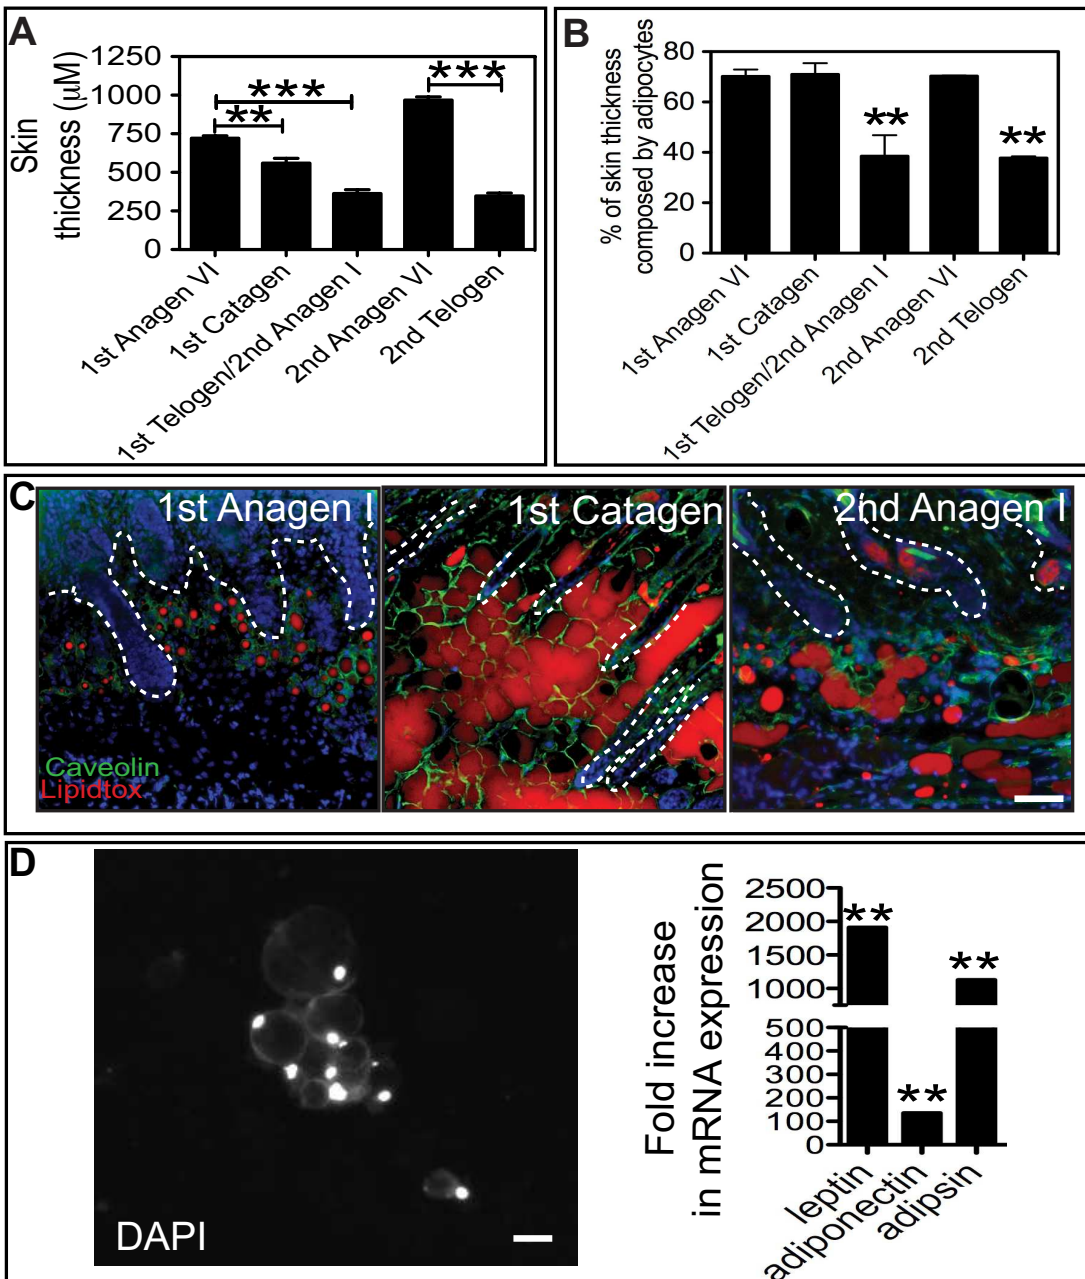 A
Skin
thickness (μM)
1250
1000
750
500
250
0
***
**
***
1st Anagen VI
1st Catagen
1st Telogen/2nd Anagen I
2nd Anagen VI
2nd Telogen
B
% of skin thickness
composed by adipocytes
80
60
40
20
0
**
**
1st Anagen VI
1st Catagen
1st Telogen/2nd Anagen I
2nd Anagen VI
2nd Telogen
C
1st Anagen I
1st Catagen
2nd Anagen I
Caveolin
Lipidtox
D
DAPI
Fold increase
in mRNA expression
2500
2000
1500
1000
500
400
300
200
100
0
**
**
**
leptin
adiponectin
adipsin